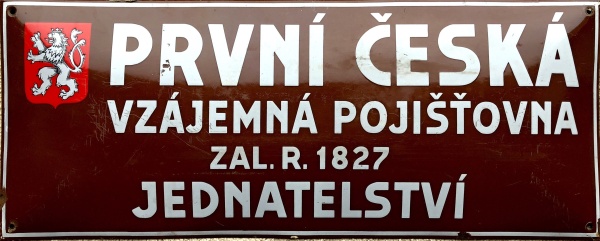 PRVNÍ ČESKÁ
VZÁJEMNÁ POJIŠŤOVNA
ZAL. R. 1827
JEDNATELSTVÍ